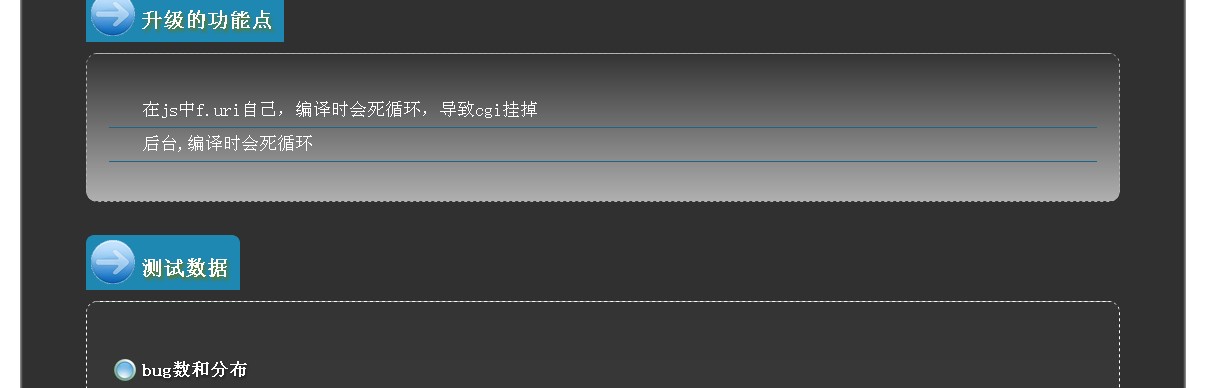 升级的功能点
在js中f.uri自己，编译时会死循环，导致cgi挂掉
后台,编译时会死循环
测试数据
bug数和分布